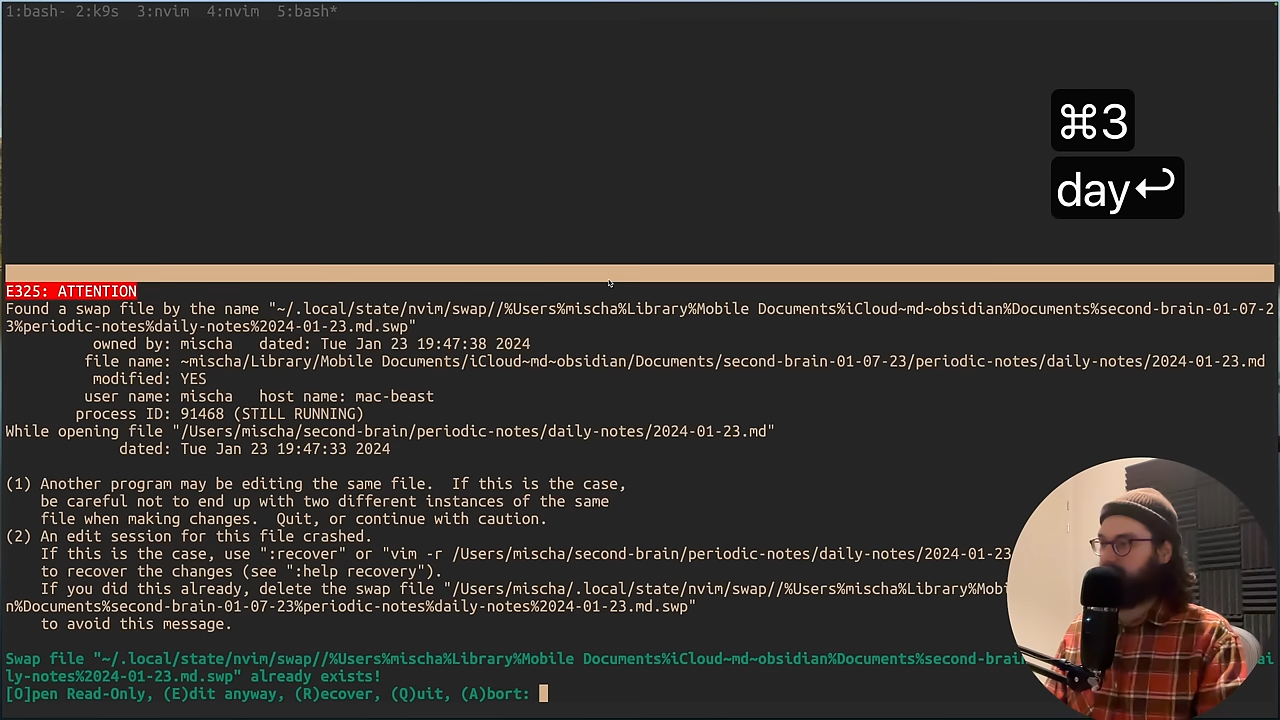 1:bash- 2:k9s  3:nvim  4:nvim  5:bash*
⌘3
day↩
E325: ATTENTION
Found a swap file by the name "~/.local/state/nvim/swap//%Users%mischa%Library%Mobile Documents%iCloud~md~obsidian%Documents%second-brain-01-07-2
3%periodic-notes%daily-notes%2024-01-23.md.swp"
owned by: mischa   dated: Tue Jan 23 19:47:38 2024
file name: ~mischa/Library/Mobile Documents/iCloud~md~obsidian/Documents/second-brain-01-07-23/periodic-notes/daily-notes/2024-01-23.md
modified: YES
user name: mischa   host name: mac-beast
process ID: 91468 (STILL RUNNING)
While opening file "/Users/mischa/second-brain/periodic-notes/daily-notes/2024-01-23.md"
dated: Tue Jan 23 19:47:33 2024
(1) Another program may be editing the same file.  If this is the case,
be careful not to end up with two different instances of the same
file when making changes.  Quit, or continue with caution.
(2) An edit session for this file crashed.
If this is the case, use ":recover" or "vim -r /Users/mischa/second-brain/periodic-notes/daily-notes/2024-01-23
to recover the changes (see ":help recovery").
If you did this already, delete the swap file "/Users/mischa/.local/state/nvim/swap//%Users%mischa%Library%Mobi
n%Documents%second-brain-01-07-23%periodic-notes%daily-notes%2024-01-23.md.swp"
to avoid this message.
Swap file "~/.local/state/nvim/swap//%Users%mischa%Library%Mobile Documents%iCloud~md~obsidian%Documents%second-brain ai
ly-notes%2024-01-23.md.swp" already exists!
[O]pen Read-Only, (E)dit anyway, (R)ecover, (Q)uit, (A)bort: